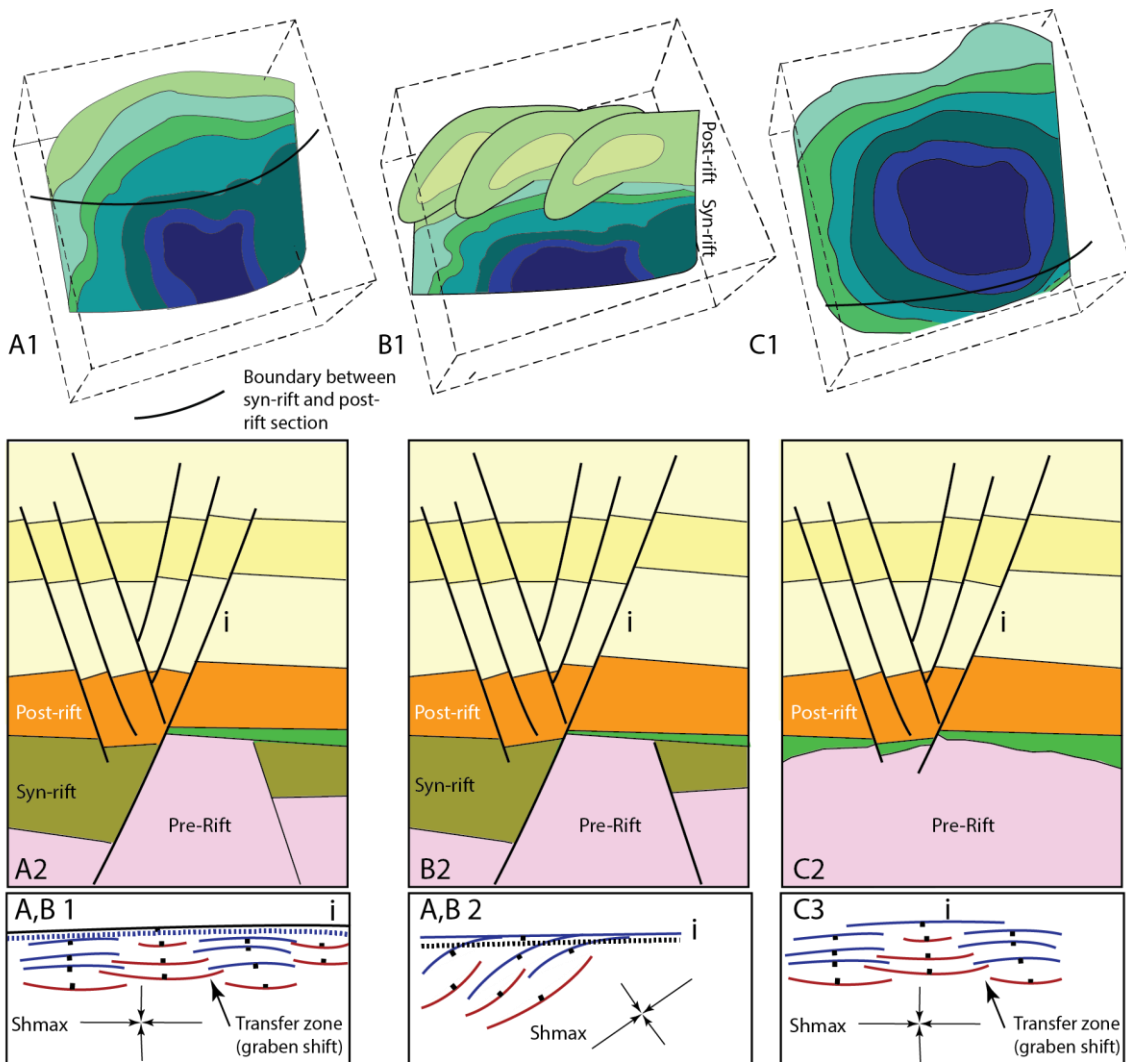 Post-rift
Syn-rift
A1
B1
C1
Boundary between
syn-rift and post-
rift section
i
Post-rift
Syn-rift
Pre-Rift
A2
i
Post-rift
Syn-rift
Pre-Rift
B2
i
Post-rift
Pre-Rift
C2
A,B 1
i
Shmax
Transfer zone
(graben shift)
A,B 2
i
Shmax
C3
i
Shmax
Transfer zone
(graben shift)